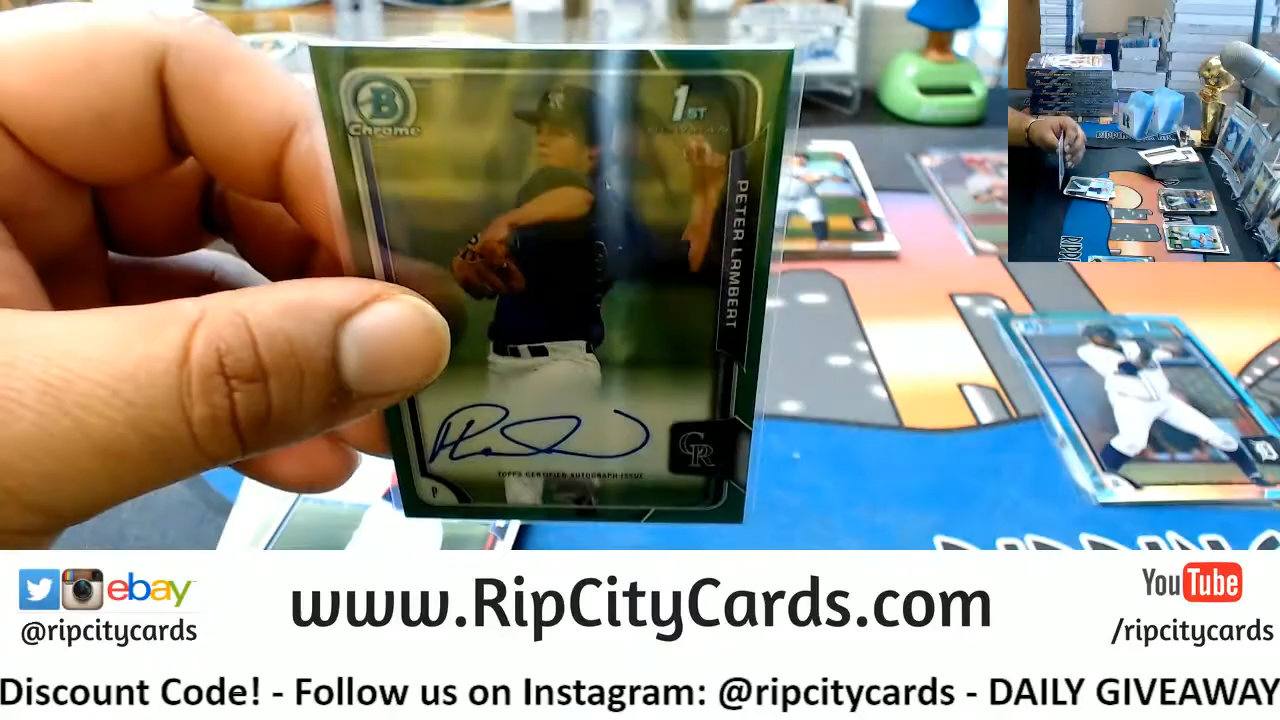 B
Chrome
1ST
PETER LAMBERT
CR
TOPPS CERTIFIED AUTOGRAPH ISSUE
P
ebay
@ripcitycards
www.RipCityCards.com
YouTube
/ripcitycards
Discount Code! - Follow us on Instagram: @ripcitycards - DAILY GIVEAWAY